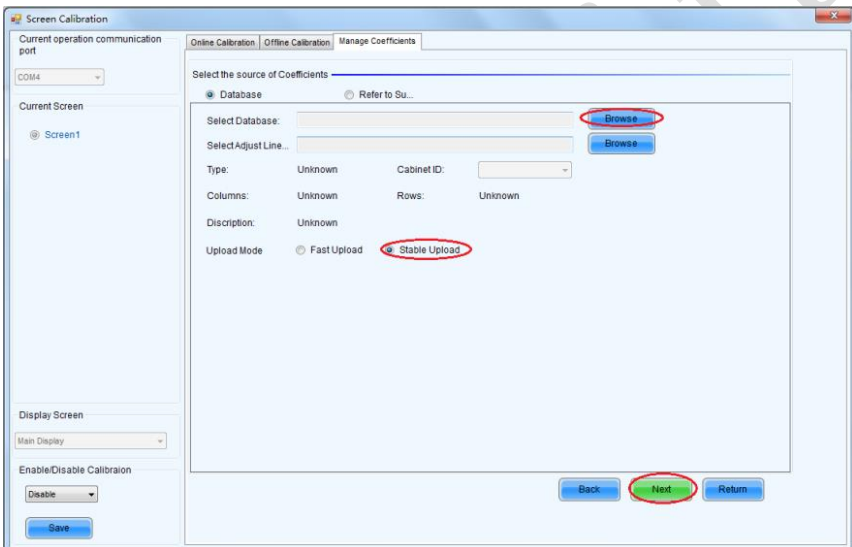 Screen Calibration
Current operation communication
port
COM4
Current Screen
Screen1
Display Screen
Main Display
Enable/Disable Calibraion
Disable
Save
Online Calibration Offline Calibration Manage Coefficients
Select the source of Coefficients
Database Refer to Su...
Select Database: Browse
Select Adjust Line... Browse
Type: Unknown Cabinet ID:
Columns: Unknown Rows: Unknown
Discription: Unknown
Upload Mode Fast Upload Stable Upload
Back Next Return